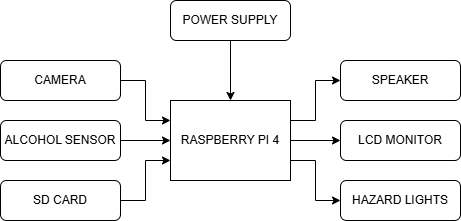 POWER SUPPLY
CAMERA
SPEAKER
ALCOHOL SENSOR
RASPBERRY PI 4
LCD MONITOR
SD CARD
HAZARD LIGHTS